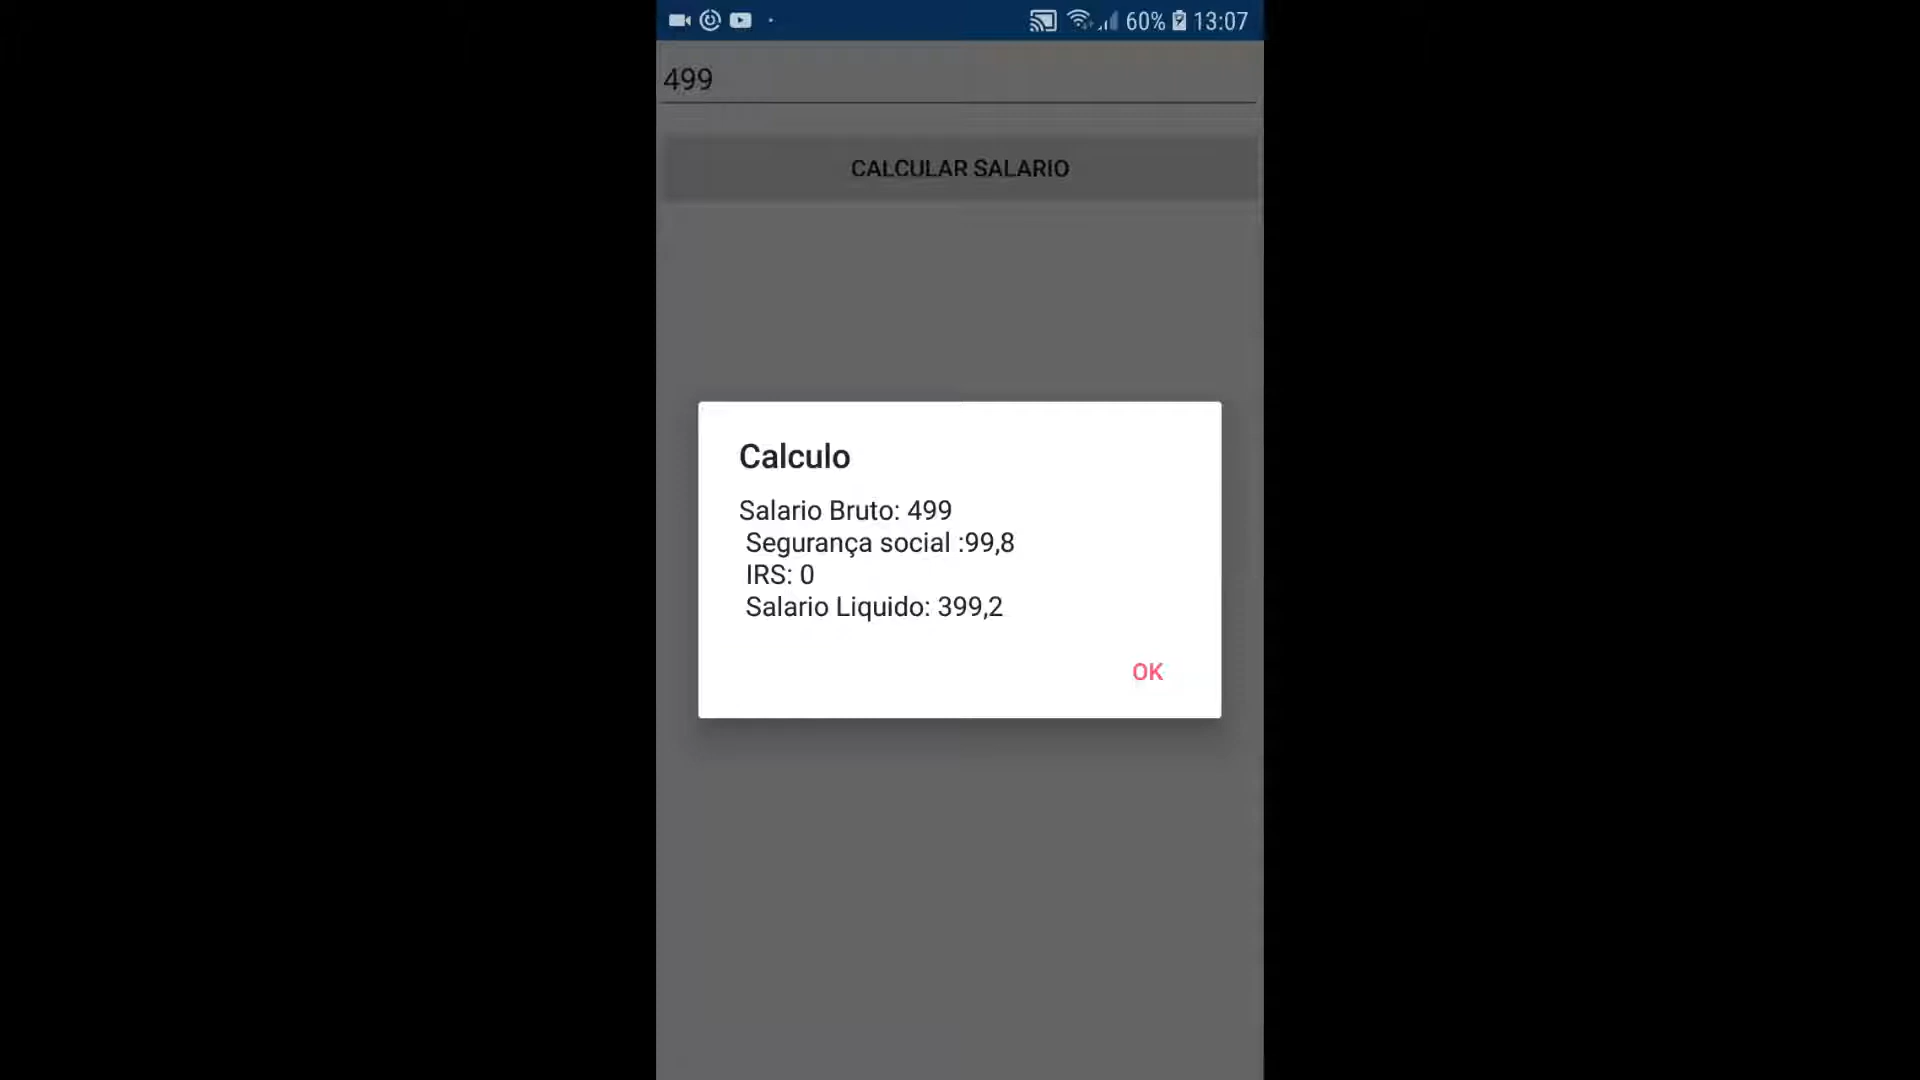 60% 13:07
499
CALCULAR SALARIO
Calculo
Salario Bruto: 499
Segurança social :99,8
IRS: 0
Salario Liquido: 399,2
OK